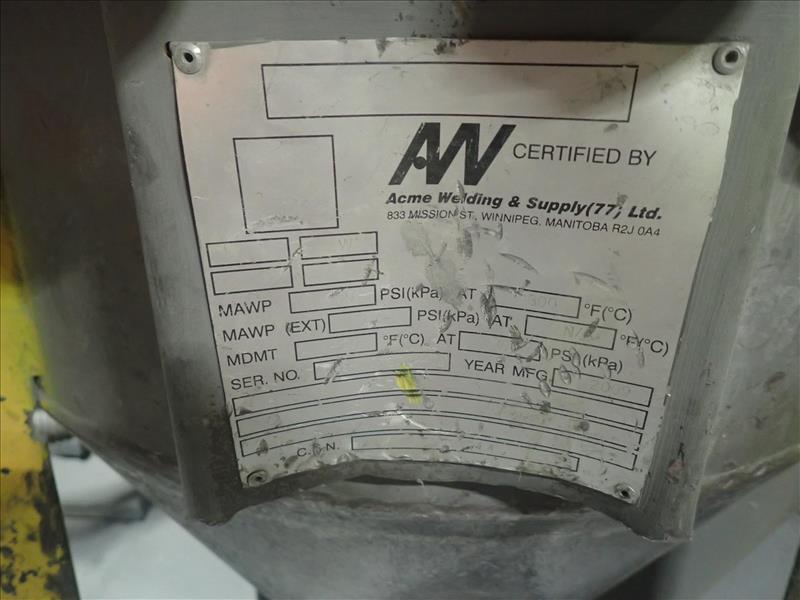 AW CERTIFIED BY
Acme Welding & Supply(77) Ltd.
833 MISSION ST., WINNIPEG. MANITOBA R2J 0A4
W
MAWP PSI(kPa) AT 300 °F(°C)
MAWP (EXT) PSI(kPa) AT N/A °F(°C)
MDMT °F(°C) AT PSI(kPa)
SER. NO. YEAR MFG.
C.R.N.